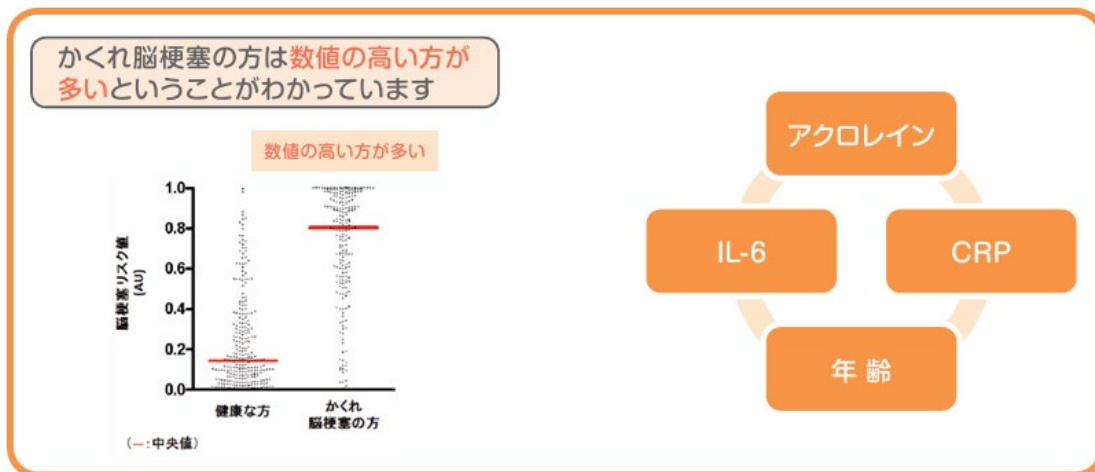 かくれ脳梗塞の方は数値の高い方が
多いということがわかっています
数値の高い方が多い
脳梗塞リスク値
(AU)
1.0
0.8
0.6
0.4
0.2
0.0
健康な方
かくれ
脳梗塞の方
(—:中央値)
アクロレイン
IL-6
CRP
年齢